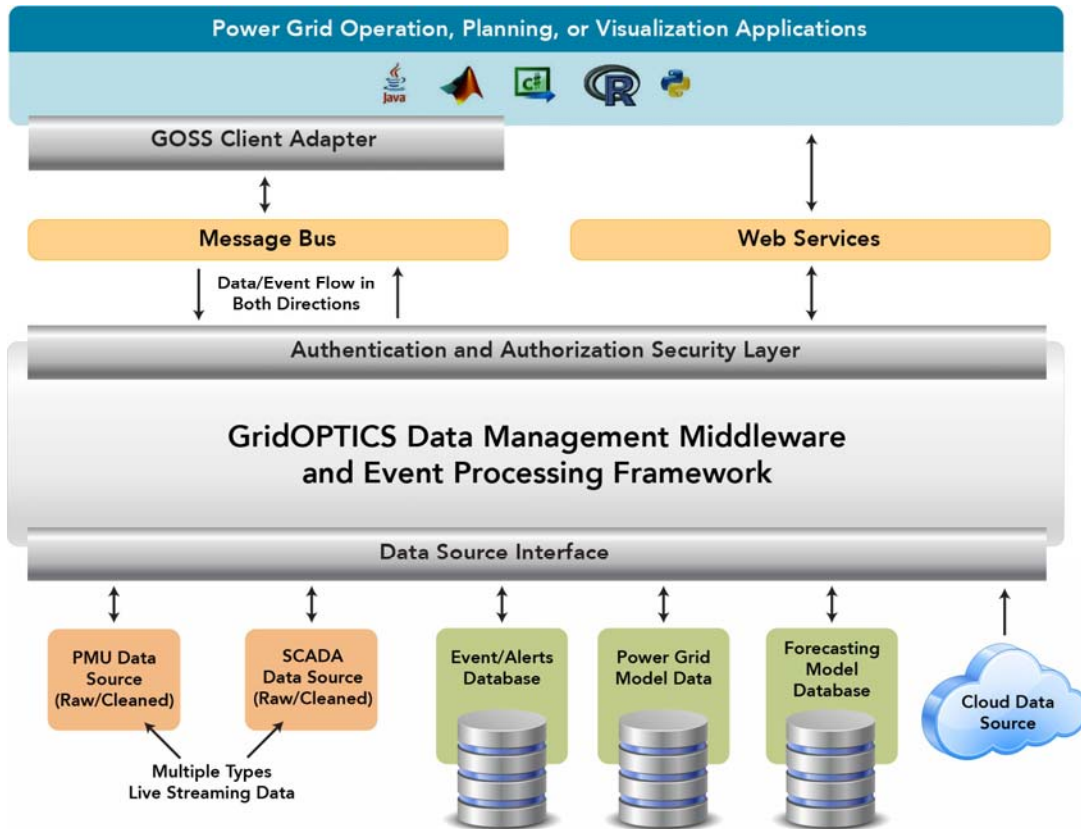 Power Grid Operation, Planning, or Visualization Applications
Java
C#
R
GOSS Client Adapter
Message Bus
Web Services
Data/Event Flow in
Both Directions
Authentication and Authorization Security Layer
GridOPTICS Data Management Middleware
and Event Processing Framework
Data Source Interface
PMU Data
Source
(Raw/Cleaned)
SCADA
Data Source
(Raw/Cleaned)
Event/Alerts
Database
Power Grid
Model Data
Forecasting
Model
Database
Cloud Data
Source
Multiple Types
Live Streaming Data